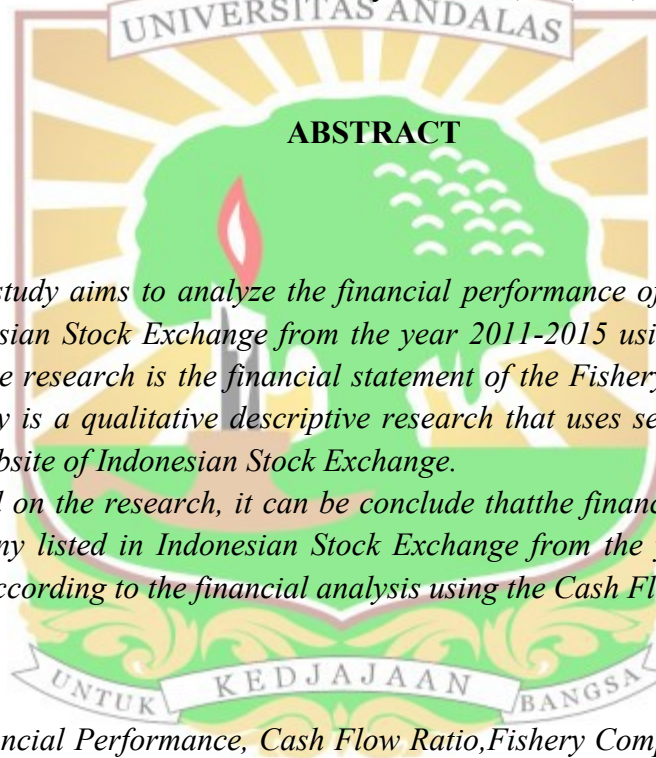 UNIVERSITAS ANDALAS
ABSTRACT
study aims to analyze the financial performance of
sian Stock Exchange from the year 2011-2015 usi
e research is the financial statement of the Fishery
y is a qualitative descriptive research that uses se
bsite of Indonesian Stock Exchange.
d on the research, it can be conclude thatthe financ
ny listed in Indonesian Stock Exchange from the y
ccording to the financial analysis using the Cash Fl
UNTUK KEDJAJAAN BANGSA
ncial Performance, Cash Flow Ratio,Fishery Comp